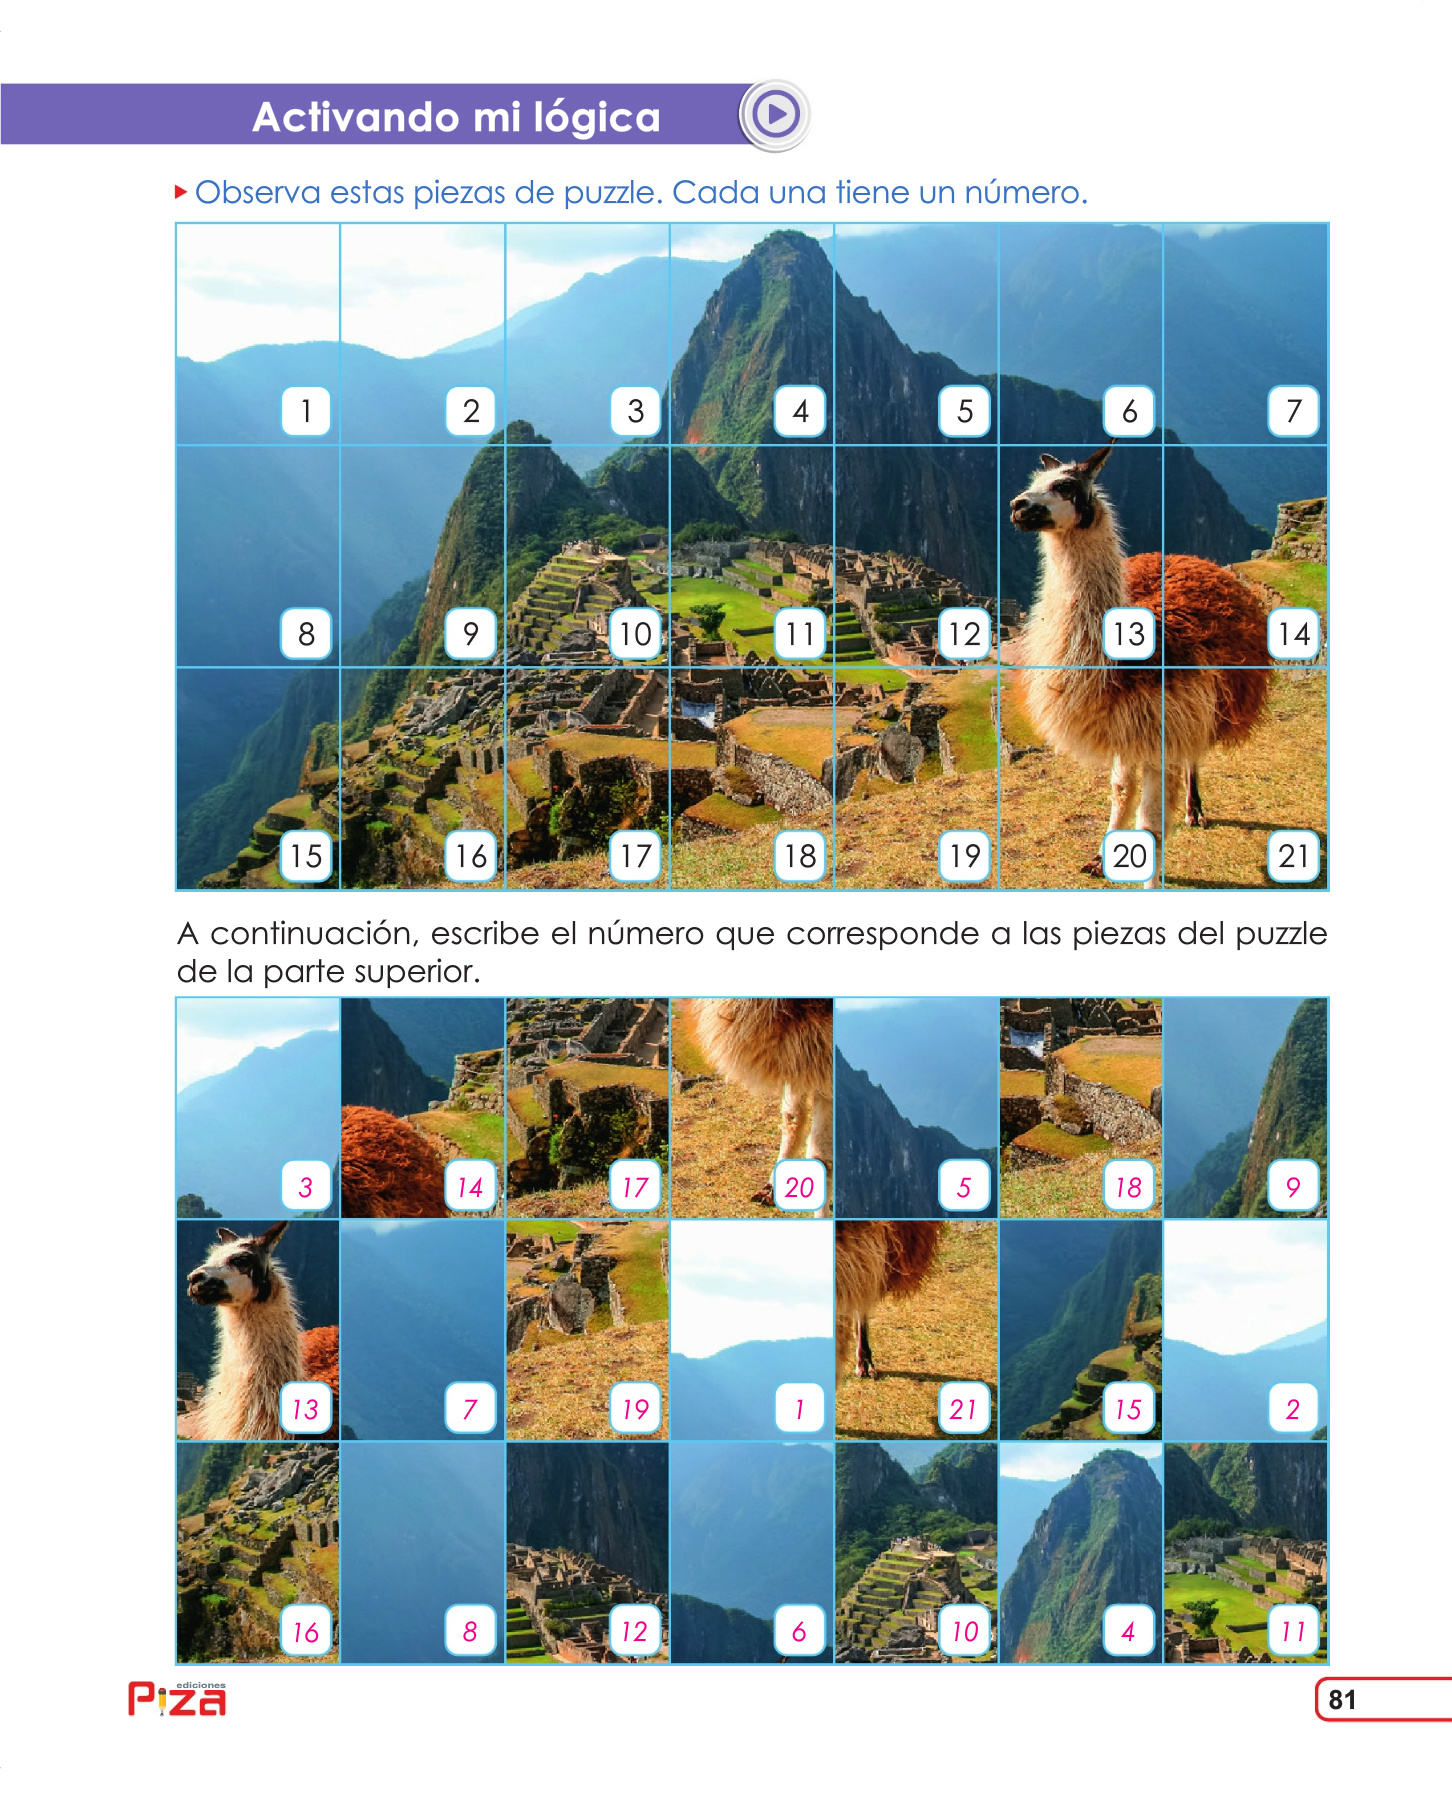 Activando mi lógica
Observa estas piezas de puzzle. Cada una tiene un número.
1 2 3 4 5 6 7
8 9 10 11 12 13 14
15 16 17 18 19 20 21
A continuación, escribe el número que corresponde a las piezas del puzzle
de la parte superior.
3 14 17 20 5 18 9
13 7 19 1 21 15 2
16 8 12 6 10 4 11
ediciones
Piza
81